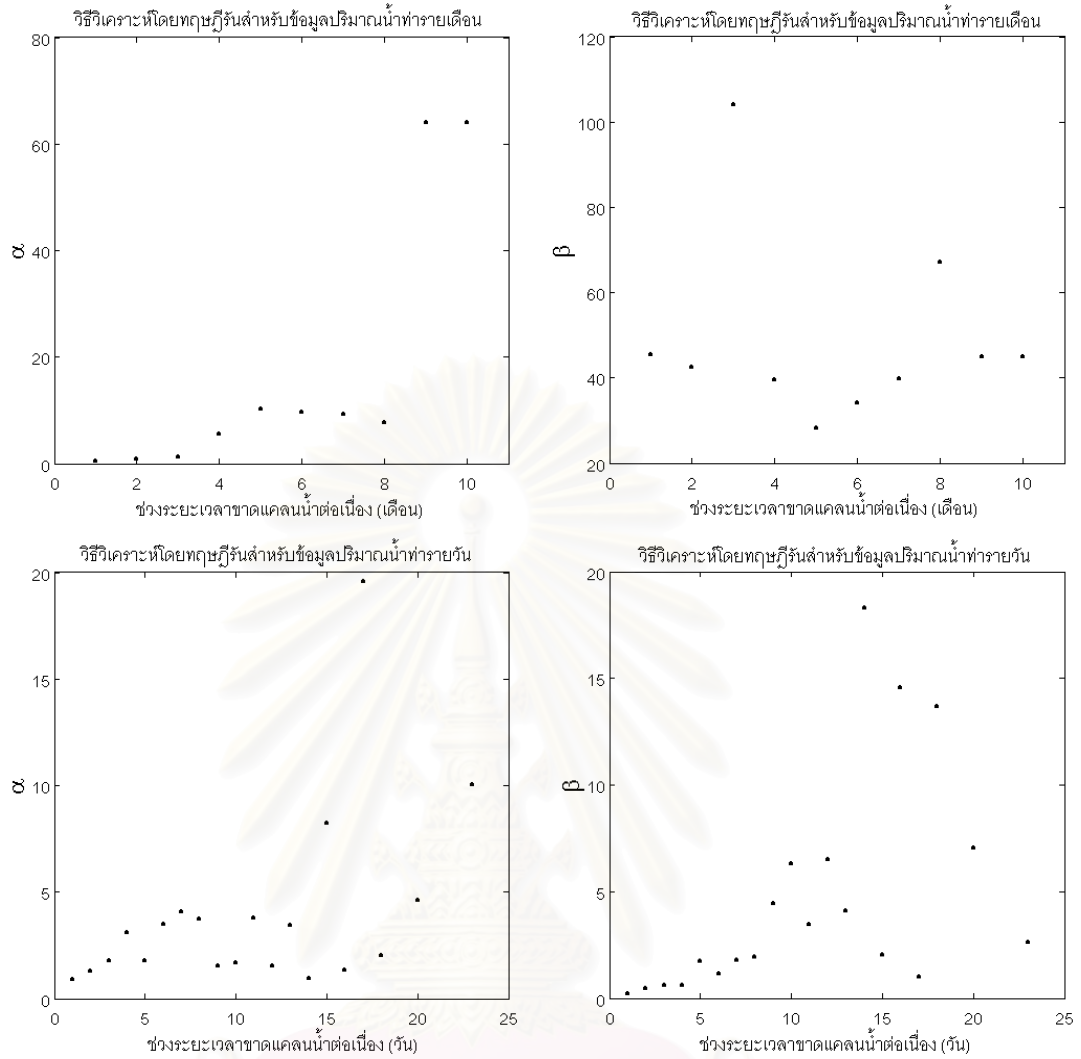 วิธีวิเคราะห์โดยทฤษฎีรันสำหรับข้อมูลปริมาณน้ำท่ารายเดือน
80
60
40
20
0
α
0 2 4 6 8 10
ช่วงระยะเวลาขาดแคลนน้ำต่อเนื่อง (เดือน)
วิธีวิเคราะห์โดยทฤษฎีรันสำหรับข้อมูลปริมาณน้ำท่ารายเดือน
120
100
80
60
40
20
β
0 2 4 6 8 10
ช่วงระยะเวลาขาดแคลนน้ำต่อเนื่อง (เดือน)
วิธีวิเคราะห์โดยทฤษฎีรันสำหรับข้อมูลปริมาณน้ำท่ารายวัน
20
15
10
5
0
α
0 5 10 15 20 25
ช่วงระยะเวลาขาดแคลนน้ำต่อเนื่อง (วัน)
วิธีวิเคราะห์โดยทฤษฎีรันสำหรับข้อมูลปริมาณน้ำท่ารายวัน
20
15
10
5
0
β
0 5 10 15 20 25
ช่วงระยะเวลาขาดแคลนน้ำต่อเนื่อง (วัน)